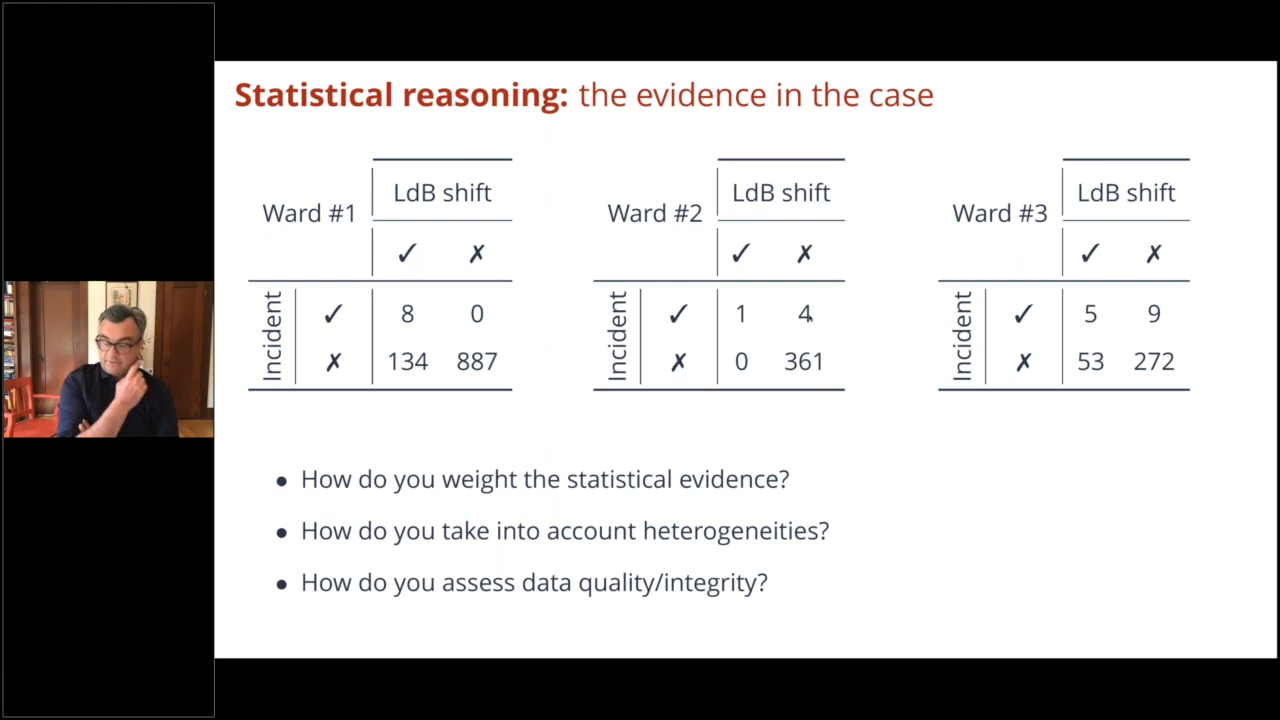 Statistical reasoning: the evidence in the case
Ward #1
LdB shift
✓ ✗
Incident
✓ 8 0
✗ 134 887
Ward #2
LdB shift
✓ ✗
Incident
✓ 1 4
✗ 0 361
Ward #3
LdB shift
✓ ✗
Incident
✓ 5 9
✗ 53 272
• How do you weight the statistical evidence?
• How do you take into account heterogeneities?
• How do you assess data quality/integrity?